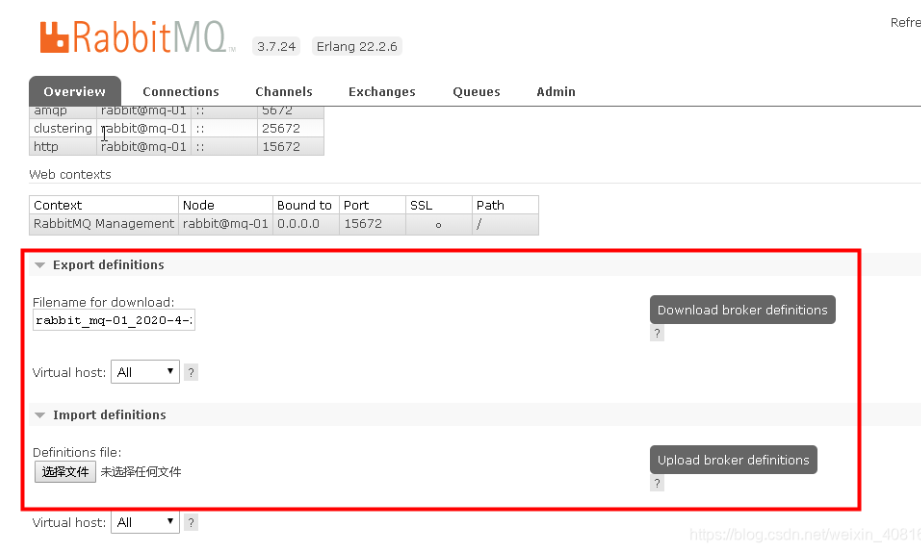 RabbitMQ 3.7.24 Erlang 22.2.6 Refre
Overview Connections Channels Exchanges Queues Admin
amqp rabbit@mq-01 :: 5672
clustering rabbit@mq-01 :: 25672
http rabbit@mq-01 :: 15672
Web contexts
Context Node Bound to Port SSL Path
RabbitMQ Management rabbit@mq-01 0.0.0.0 15672 ○ /
Export definitions
Filename for download:
rabbit_mq-01_2020-4-
Download broker definitions
?
Virtual host: All ?
Import definitions
Definitions file:
选择文件 未选择任何文件
Upload broker definitions
?
Virtual host: All ?
https://blog.csdn.net/weixin_40816